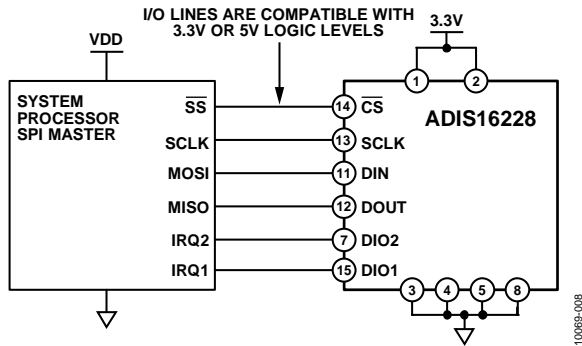 I/O LINES ARE COMPATIBLE WITH
3.3V OR 5V LOGIC LEVELS
VDD
3.3V
SYSTEM
PROCESSOR
SPI MASTER
ADIS16228
1
2
SS
14
CS
SCLK
13
SCLK
MOSI
11
DIN
MISO
12
DOUT
IRQ2
7
DIO2
IRQ1
15
DIO1
3
4
5
8
10069-008